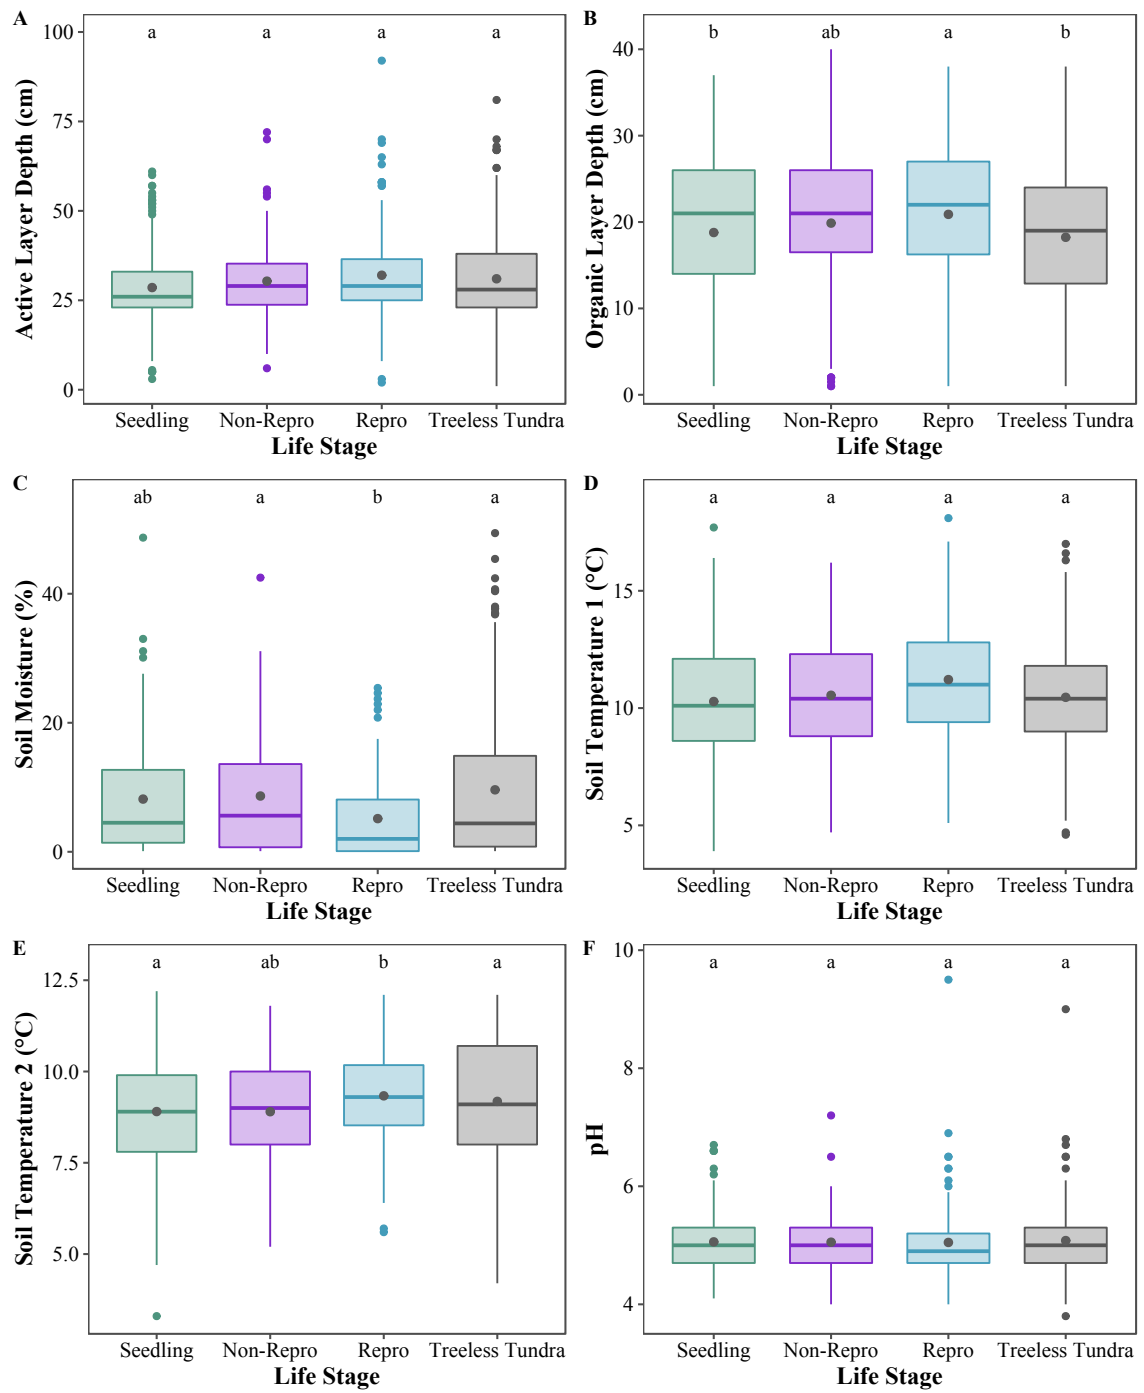 A
a a a a
100
75
50
25
0
Active Layer Depth (cm)
Seedling Non-Repro Repro Treeless Tundra
Life Stage
B
b ab a b
40
30
20
10
0
Organic Layer Depth (cm)
Seedling Non-Repro Repro Treeless Tundra
Life Stage
C
ab a b a
40
20
0
Soil Moisture (%)
Seedling Non-Repro Repro Treeless Tundra
Life Stage
D
a a a a
15
10
5
Soil Temperature 1 (°C)
Seedling Non-Repro Repro Treeless Tundra
Life Stage
E
a ab b a
12.5
10.0
7.5
5.0
Soil Temperature 2 (°C)
Seedling Non-Repro Repro Treeless Tundra
Life Stage
F
a a a a
10
8
6
4
pH
Seedling Non-Repro Repro Treeless Tundra
Life Stage